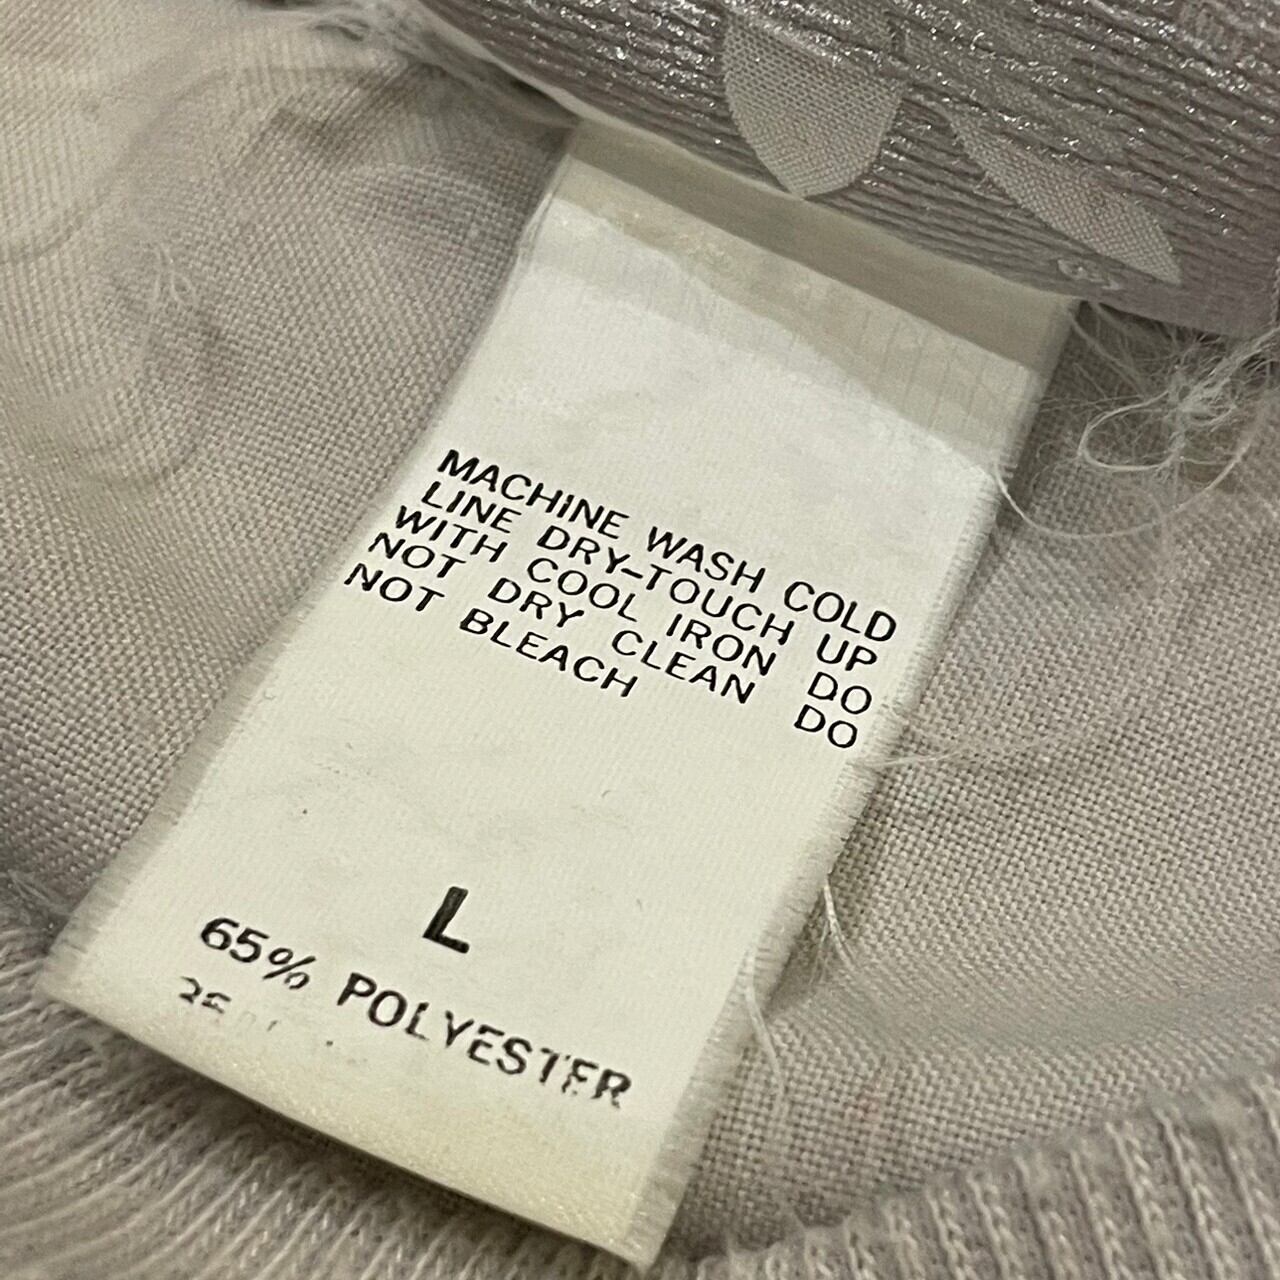 MACHINE WASH COLD
LINE DRY-TOUCH UP
WITH COOL IRON DO
NOT DRY CLEAN DO
NOT BLEACH
L
65% POLYESTER